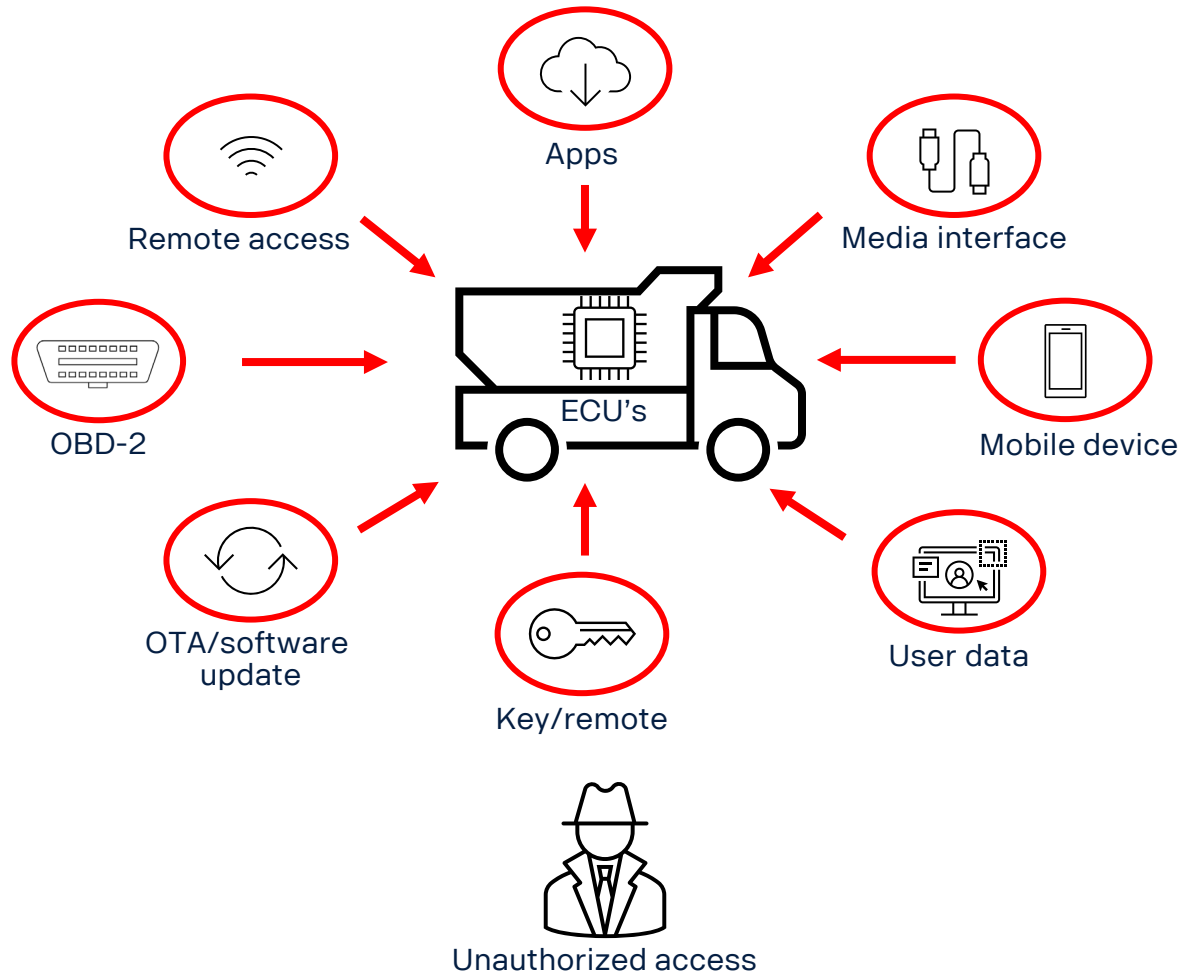 Apps
Remote access
Media interface
ECU's
OBD-2
Mobile device
OTA/software
update
User data
Key/remote
Unauthorized access